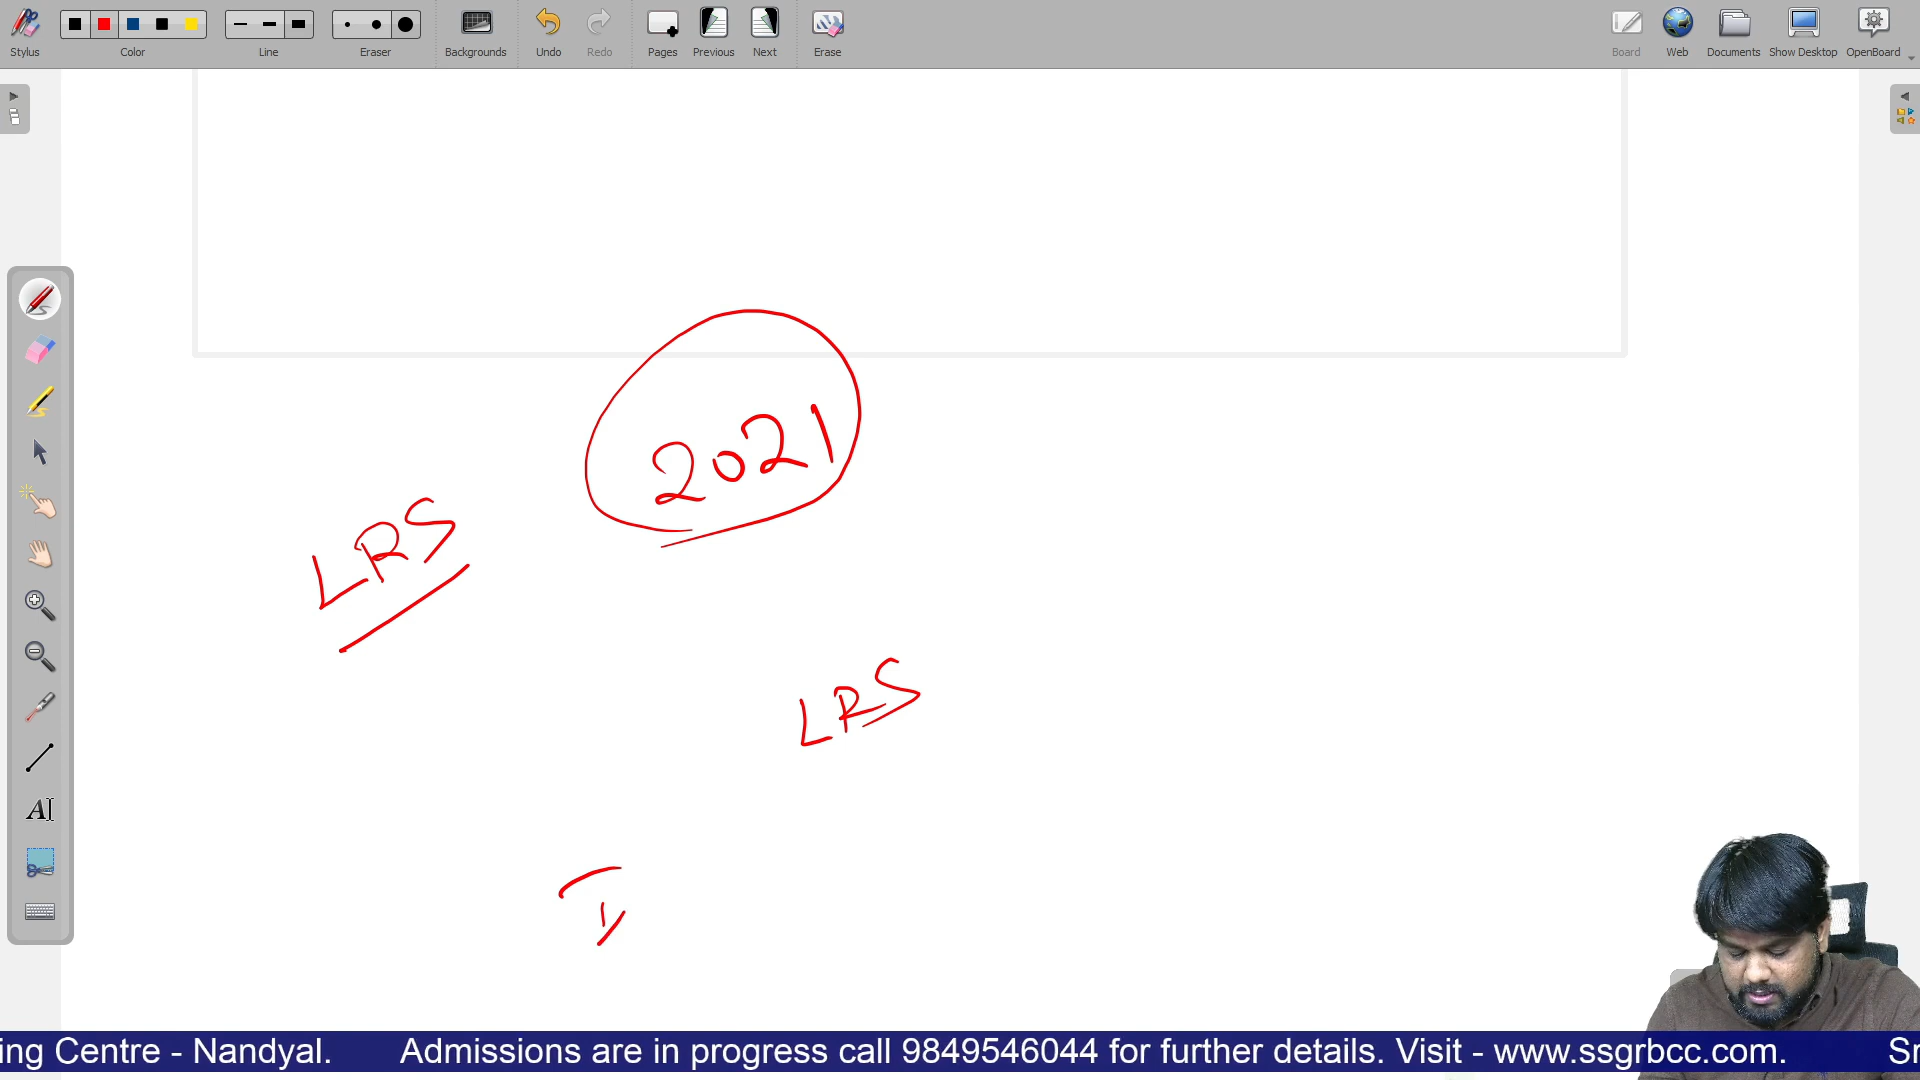 Stylus
Color
Line
Eraser
Backgrounds
Undo
Redo
Pages
Previous
Next
Erase
Board
Web
Documents
Show Desktop
OpenBoard
2021
LRS
LRS
ing Centre - Nandyal. Admissions are in progress call 9849546044 for further details. Visit - www.ssgrbcc.com. Sr